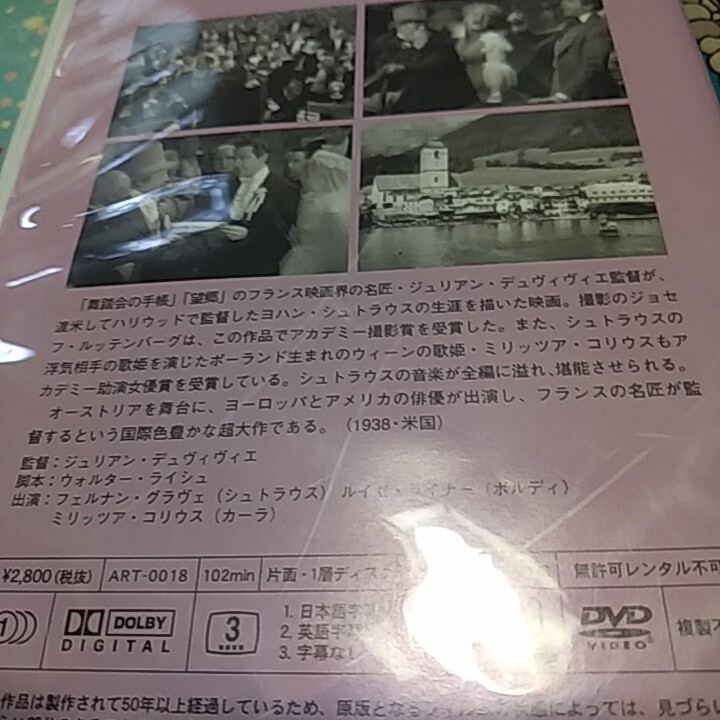 「舞踏会の手帳」「望郷」のフランス映画界の名匠・ジュリアン・デュヴィヴィエ監督が、
渡米してハリウッドで監督したヨハン・シュトラウスの生涯を描いた映画。撮影のジョセ
フ・ルッテンバーグは、この作品でアカデミー撮影賞を受賞した。また、シュトラウスの
浮気相手の歌姫を演じたポーランド生まれのウィーンの歌姫・ミリッツア・コリウスもア
カデミー助演女優賞を受賞している。シュトラウスの音楽が全編に溢れ、堪能させられる。
オーストリアを舞台に、ヨーロッパとアメリカの俳優が出演し、フランスの名匠が監
督するという国際色豊かな超大作である。（1938・米国）
監督：ジュリアン・デュヴィヴィエ
脚本：ウォルター・ライシュ
出演：フェルナン・グラヴェ（シュトラウス） ルイゼ・ライナー（ポルディ）
ミリッツア・コリウス（カーラ）
¥2,800（税抜） ART-0018 102min 片面・1層ディスク 無許可レンタル不可
1 DOLBY DIGITAL 3 1. 日本語字 DVD VIDEO 複製不
2. 英語字
3. 字幕なし
作品は製作されて50年以上経過しているため、原版となる によっては、見づらい